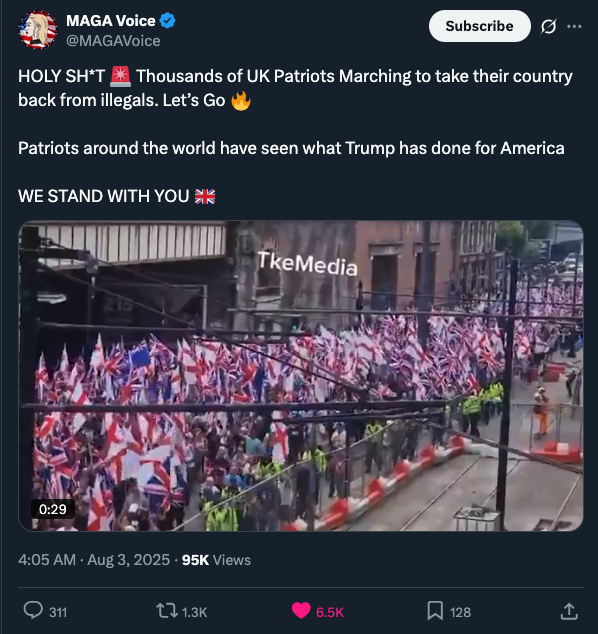 MAGA Voice
@MAGAVoice
Subscribe
HOLY SH*T 🚨 Thousands of UK Patriots Marching to take their country
back from illegals. Let’s Go 🔥
Patriots around the world have seen what Trump has done for America
WE STAND WITH YOU 🇬🇧
TkeMedia
0:29
4:05 AM · Aug 3, 2025 · 95K Views
311
1.3K
6.5K
128